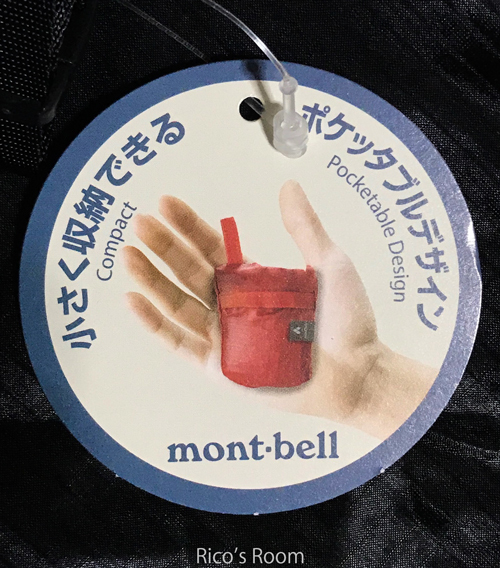 小さく収納できる
Compact
ポケッタブルデザイン
Pocketable Design
mont·bell
Rico's Room